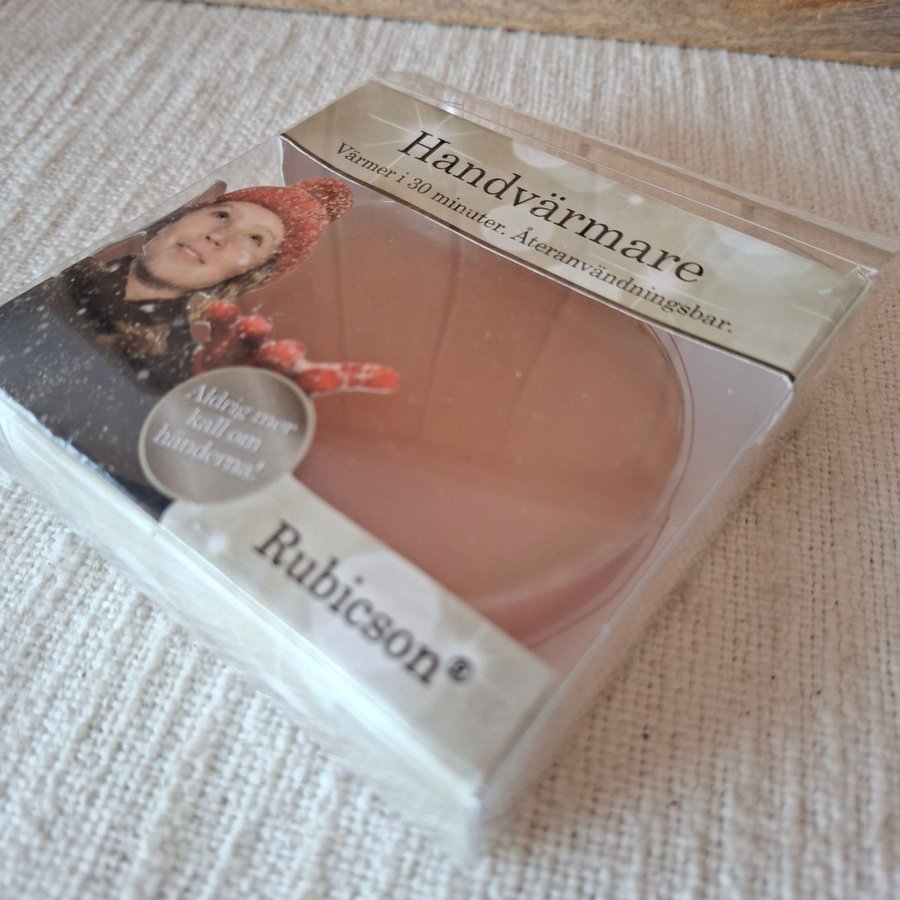 Handvärmare
Värmer i 30 minuter. Återanvändningsbar.
Aldrig mer
kall om
händerna!
Rubicson®